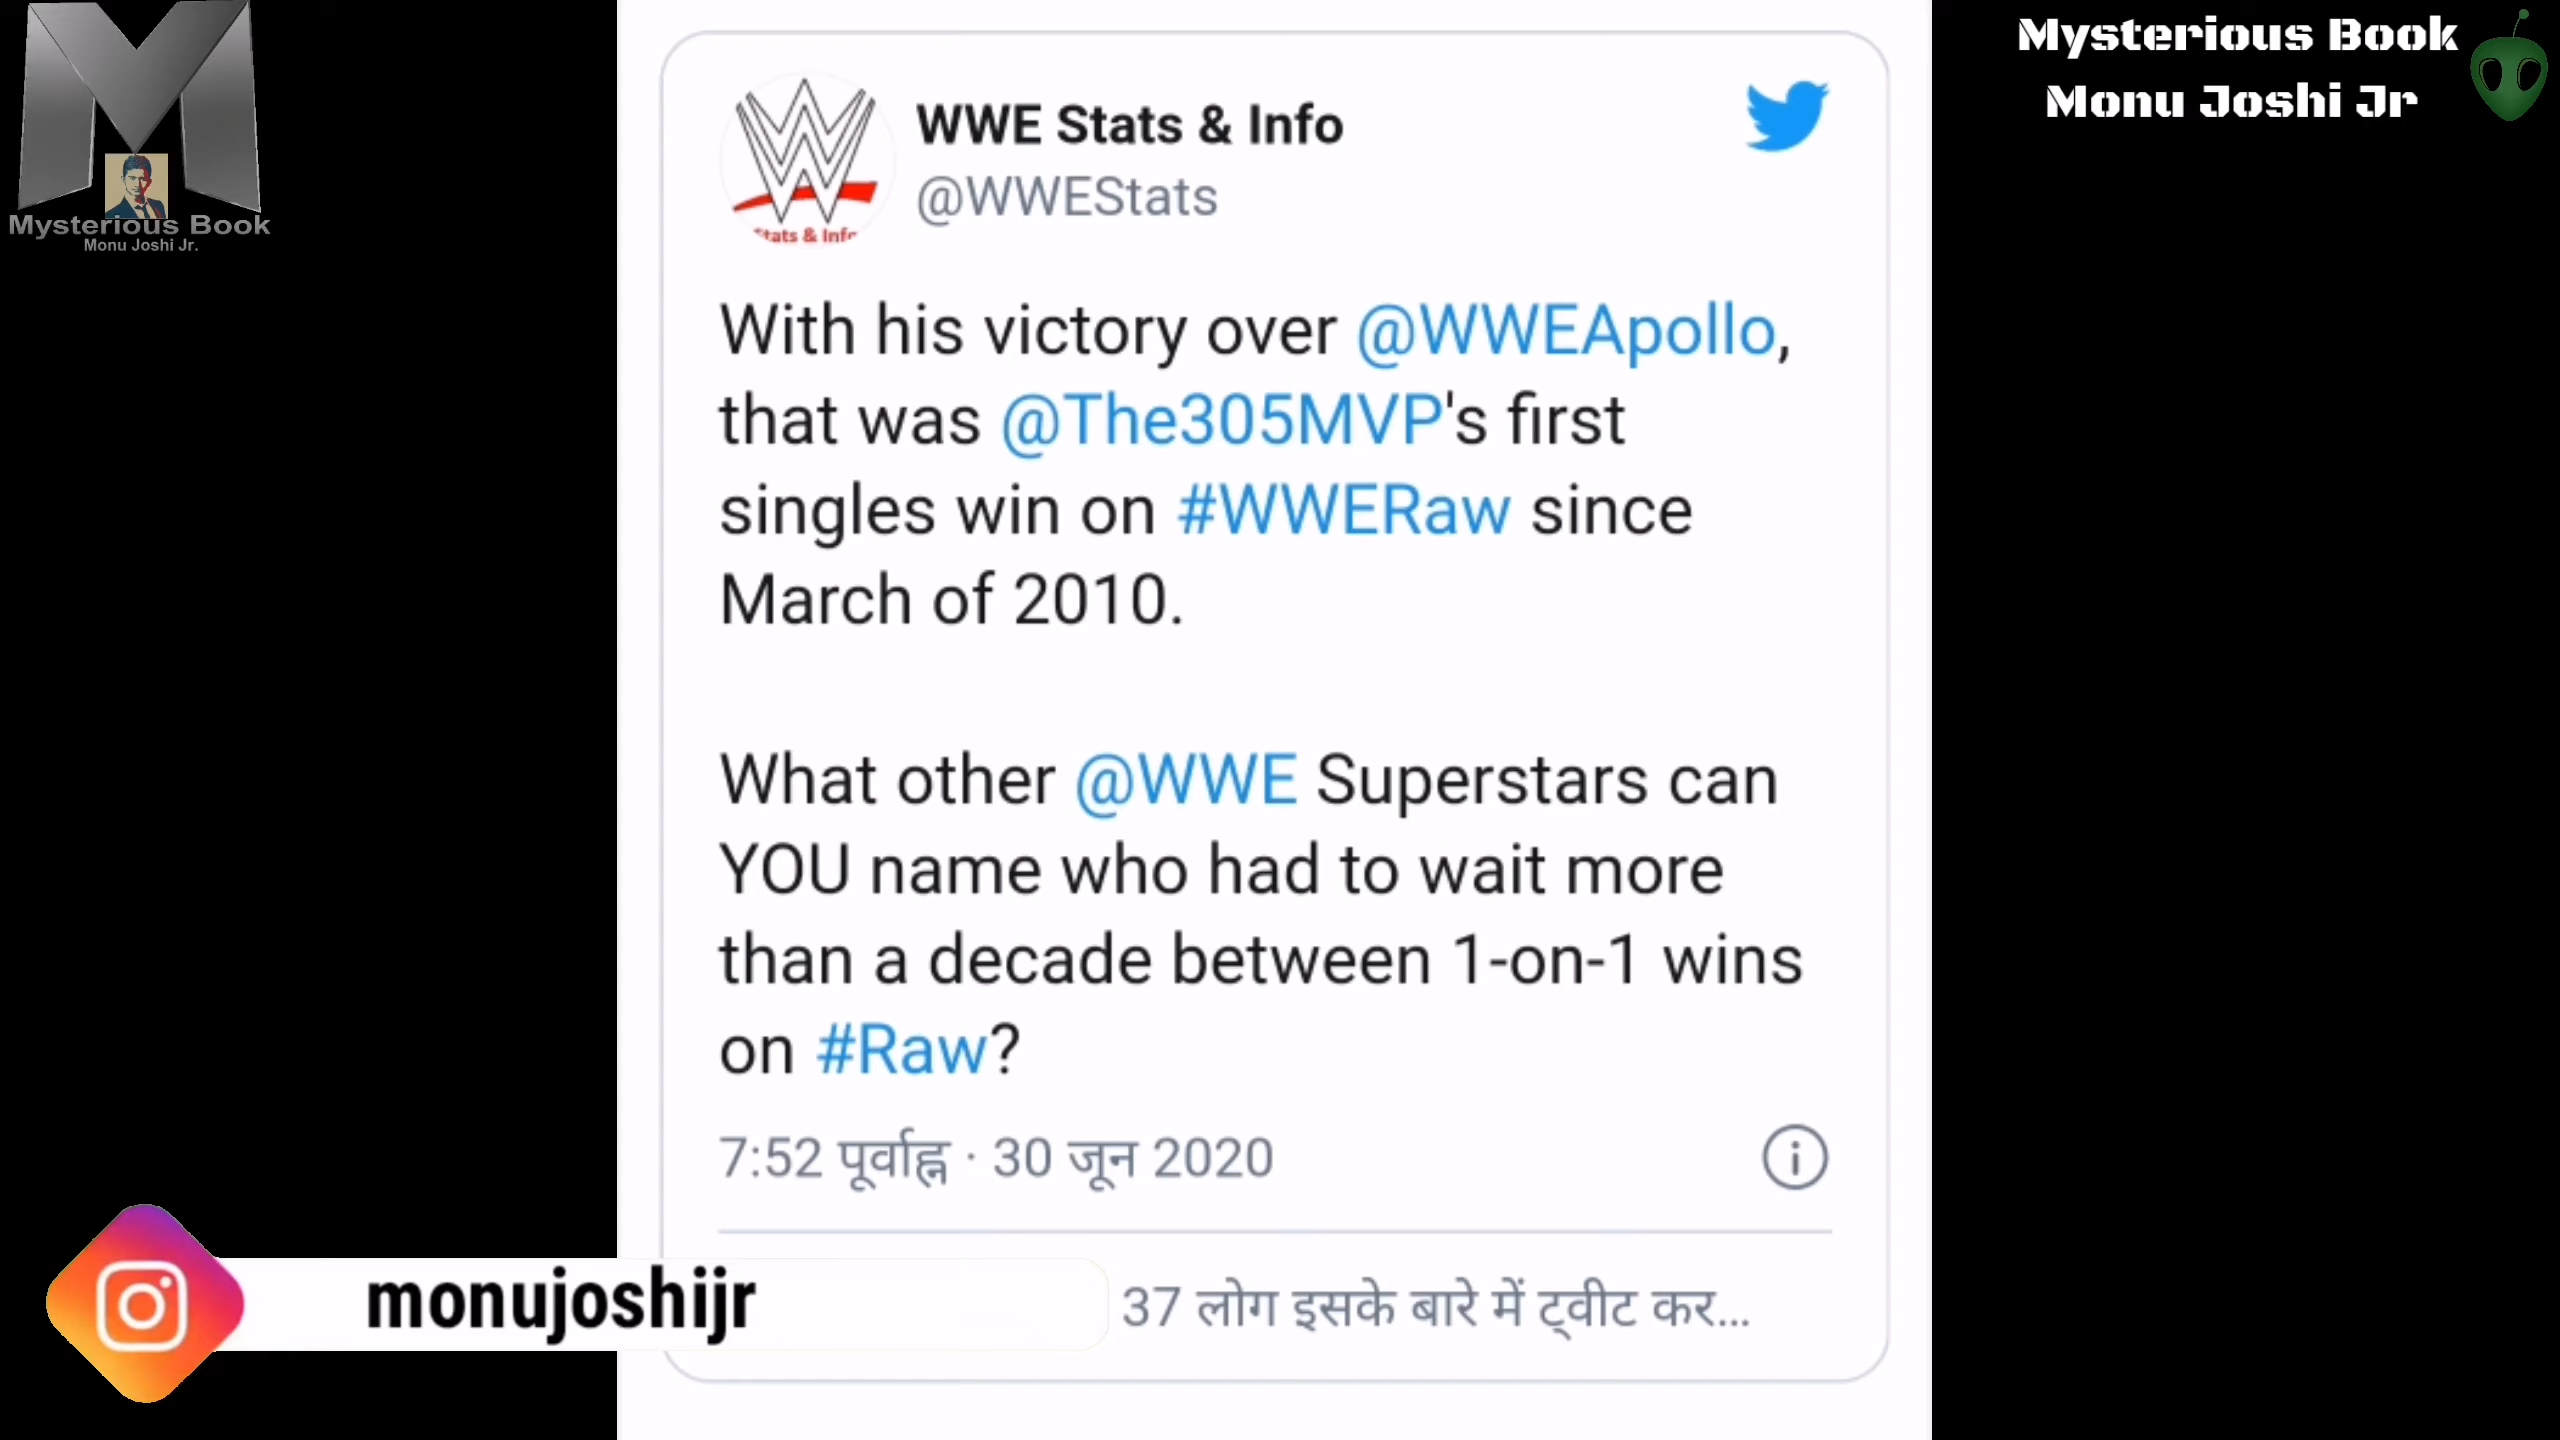 Mysterious Book
Monu Joshi Jr.
Mysterious Book
Monu Joshi Jr
WWE Stats & Info
@WWEStats
Stats & Info
With his victory over @WWEApollo,
that was @The305MVP's first
singles win on #WWERaw since
March of 2010.
What other @WWE Superstars can
YOU name who had to wait more
than a decade between 1-on-1 wins
on #Raw?
7:52 पूर्वाह्न · 30 जून 2020
37 लोग इसके बारे में ट्वीट कर...
monujoshijr